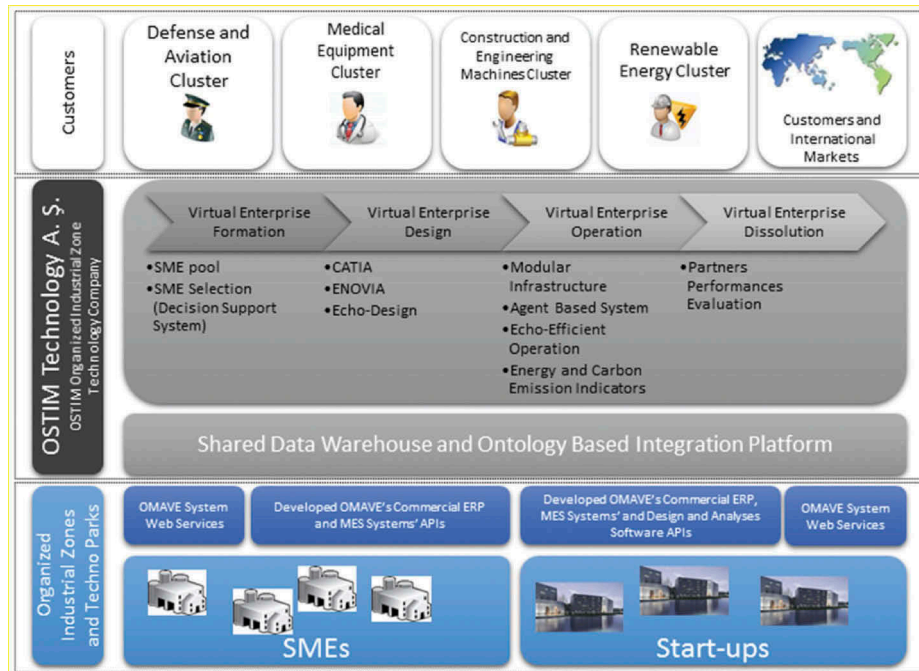 Customers
Defense and
Aviation
Cluster
Medical
Equipment
Cluster
Construction and
Engineering
Machines Cluster
Renewable
Energy Cluster
Customers and
International
Markets
OSTIM Technology A. Ş.
OSTIM Organized Industrial Zone
Technology Company
Virtual Enterprise
Formation
Virtual Enterprise
Design
Virtual Enterprise
Operation
Virtual Enterprise
Dissolution
•SME pool
•SME Selection
(Decision Support
System)
•CATIA
•ENOVIA
•Echo-Design
•Modular
Infrastructure
•Agent Based System
•Echo-Efficient
Operation
•Energy and Carbon
Emission Indicators
•Partners
Performances
Evaluation
Shared Data Warehouse and Ontology Based Integration Platform
Organized
Industrial Zones
and Techno Parks
OMAVE System
Web Services
Developed OMAVE's Commercial ERP
and MES Systems' APIs
Developed OMAVE's Commercial ERP,
MES Systems' and Design and Analyses
Software APIs
OMAVE System
Web Services
SMEs
Start-ups